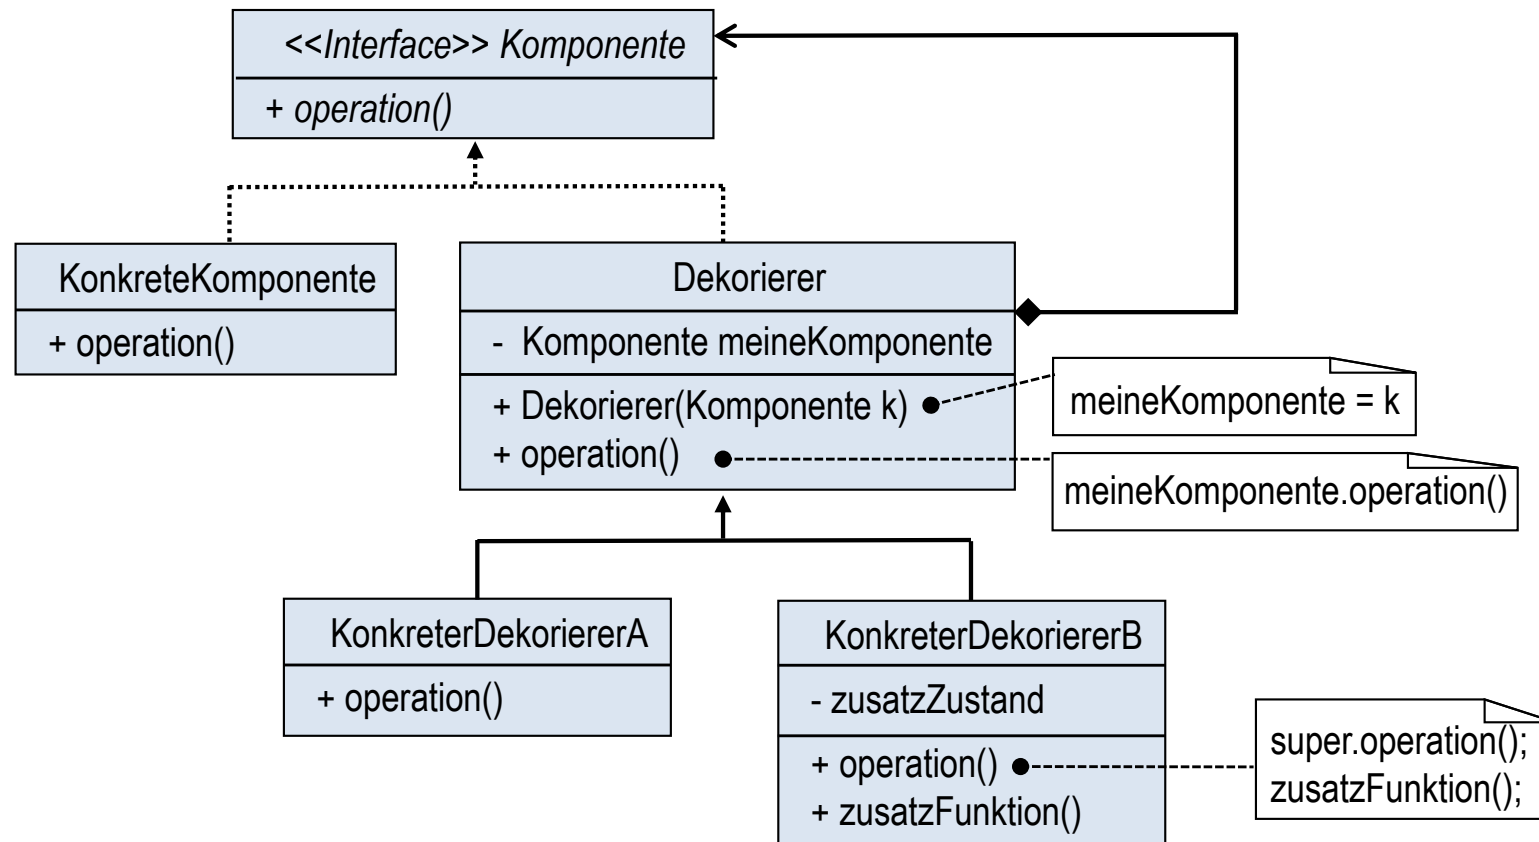 <<Interface>> Komponente
+ operation()
KonkreteKomponente
+ operation()
Dekorierer
- Komponente meineKomponente
+ Dekorierer(Komponente k)
+ operation()
meineKomponente = k
meineKomponente.operation()
KonkreterDekoriererA
+ operation()
KonkreterDekoriererB
- zusatzZustand
+ operation()
+ zusatzFunktion()
super.operation();
zusatzFunktion();